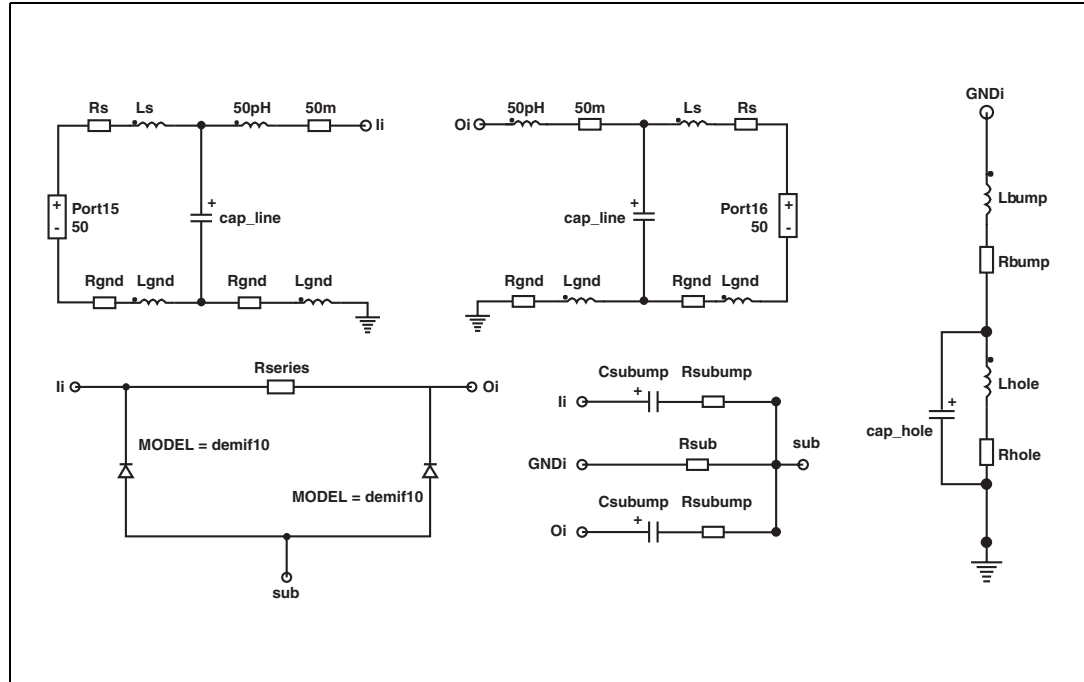 Rs Ls 50pH 50m Ii
+
Port15
50
-
+
cap_line
Rgnd Lgnd Rgnd Lgnd
Oi 50pH 50m Ls Rs
+
cap_line
+
Port16
50
-
Rgnd Lgnd Rgnd Lgnd
GNDi
Lbump
Rbump
Lhole
+
cap_hole
Rhole
Ii Rseries Oi
MODEL = demif10
MODEL = demif10
sub
Csubump Rsubump
Ii +
Rsub sub
GNDi
Csubump Rsubump
Oi +